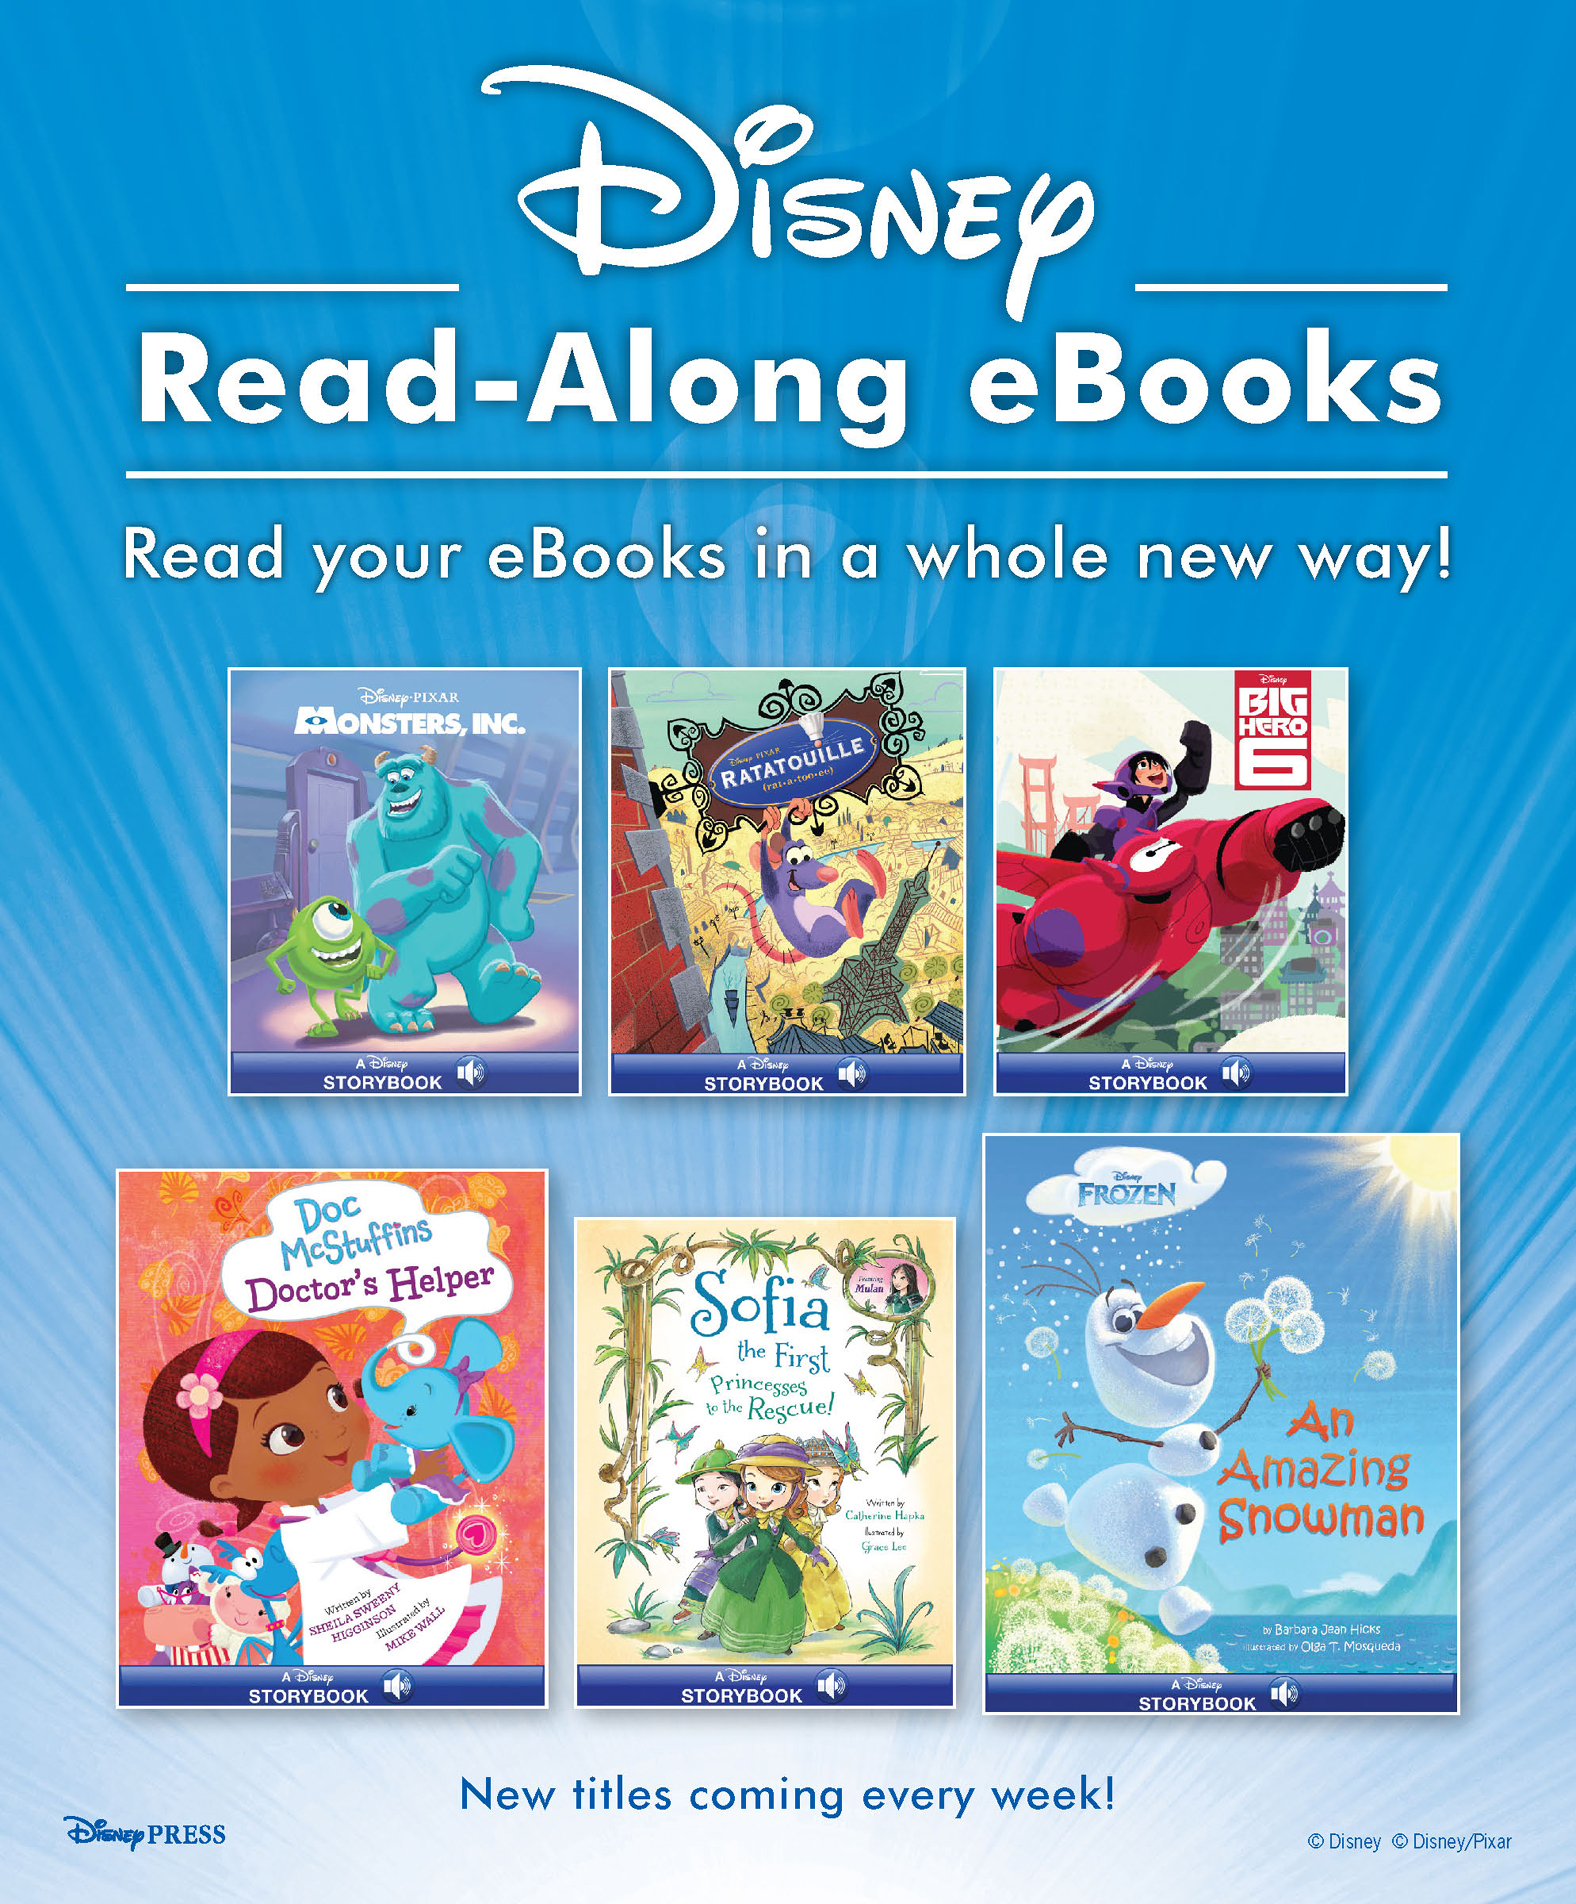 Disney
Read-Along eBooks
Read your eBooks in a whole new way!
Disney·PIXAR
MONSTERS, INC.
A Disney
STORYBOOK
Disney·PIXAR
RATATOUILLE
(rat·a·too·ee)
A Disney
STORYBOOK
Disney
BIG
HERO
6
A Disney
STORYBOOK
Doc
McStuffins
Doctor's Helper
Written by
SHEILA SWEENY
HIGGINSON
Illustrated by
MIKE WALL
A Disney
STORYBOOK
Featuring
Mulan
Sofia
the First
Princesses
to the Rescue!
Written by
Catherine Hapka
Illustrated by
Grace Lee
A Disney
STORYBOOK
Disney
FROZEN
An
Amazing
Snowman
by Barbara Jean Hicks
illustrated by Olga T. Mosqueda
A Disney
STORYBOOK
New titles coming every week!
Disney PRESS
© Disney © Disney/Pixar